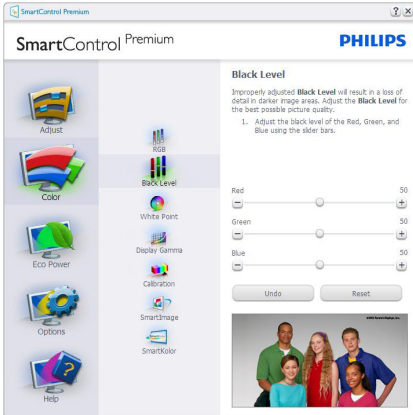 SmartControl Premium
SmartControl Premium
PHILIPS
Adjust
Color
Eco Power
Options
Help
RGB
Black Level
White Point
Display Gamma
Calibration
SmartImage
SmartKolor
Black Level
Improperly adjusted Black Level will result in a loss of
detail in darker image areas. Adjust the Black Level for
the best possible picture quality.
1. Adjust the black level of the Red, Green, and
Blue using the slider bars.
Red 50
Green 50
Blue 50
Undo Reset